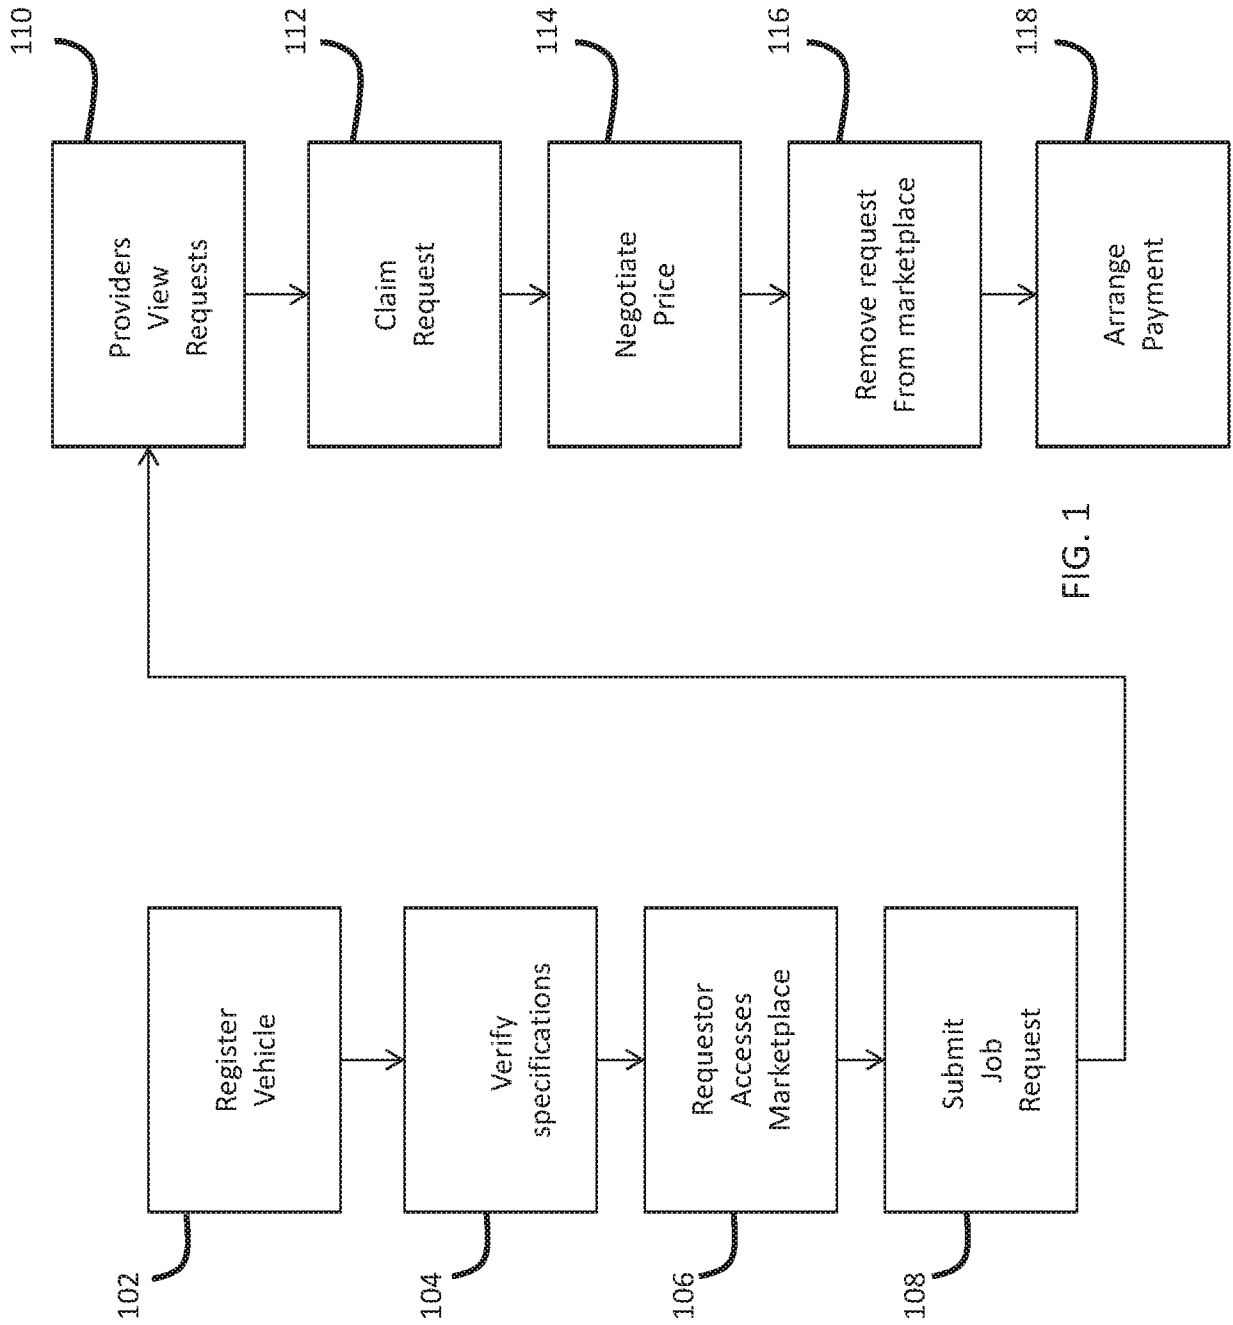 102
Register
Vehicle
104
Verify
specifications
106
Requestor
Accesses
Marketplace
108
Submit
Job
Request
110
Providers
View
Requests
112
Claim
Request
114
Negotiate
Price
116
Remove request
From marketplace
118
Arrange
Payment
FIG. 1